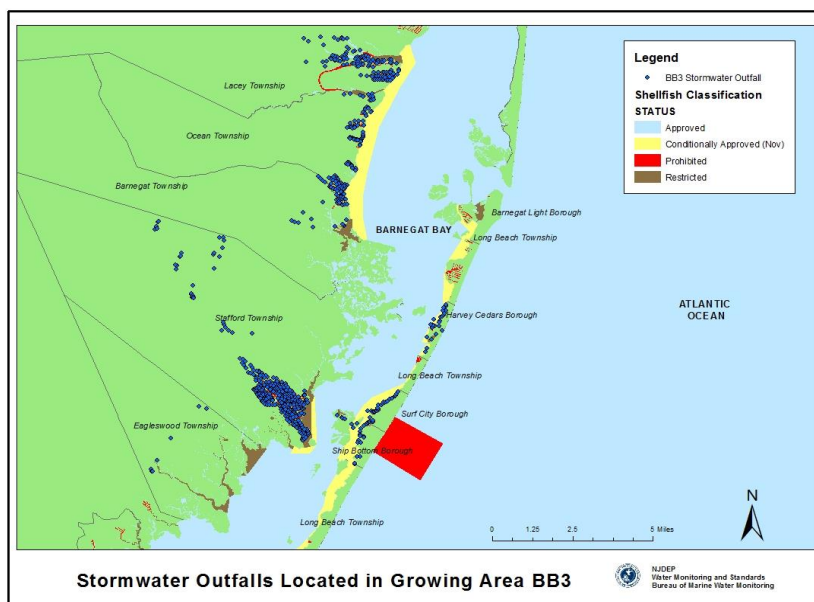 Legend
BB3 Stormwater Outfall
Shellfish Classification
STATUS
Approved
Conditionally Approved (Nov)
Prohibited
Restricted
Lacey Township
Ocean Township
Barnegat Township
BARNEGAT BAY
Barnegat Light Borough
Long Beach Township
ATLANTIC
OCEAN
Harvey Cedars Borough
Stafford Township
Long Beach Township
Surf City Borough
Eagleswood Township
Ship Bottom Borough
Long Beach Township
N
0 1.25 2.5 5 Miles
Stormwater Outfalls Located in Growing Area BB3
NJDEP
Water Monitoring and Standards
Bureau of Marine Water Monitoring